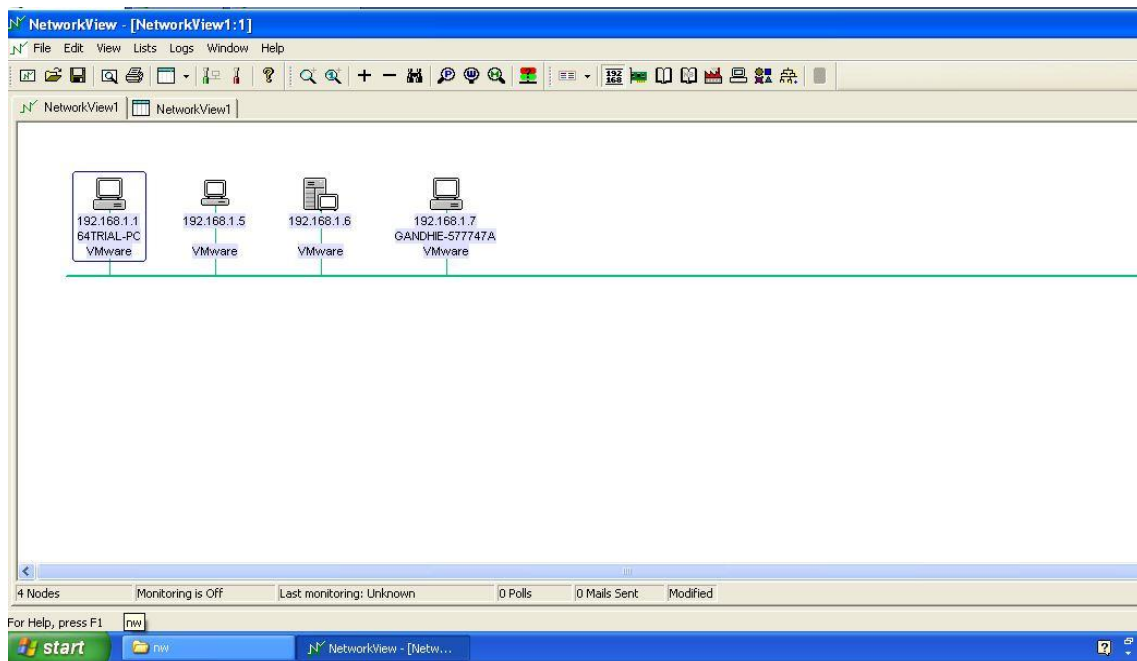 NetworkView - [NetworkView1:1]
File Edit View Lists Logs Window Help
192
168
NetworkView1 NetworkView1
192.168.1.1 192.168.1.5 192.168.1.6 192.168.1.7
64TRIAL-PC GANDHIE-577747A
VMware VMware VMware VMware
4 Nodes Monitoring is Off Last monitoring: Unknown 0 Polls 0 Mails Sent Modified
For Help, press F1 nw
start nw NetworkView - [Netw...